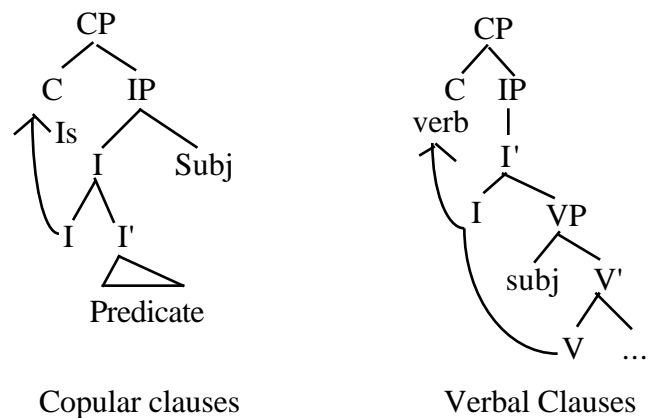 CP
C IP
Is
I Subj
I I'
Predicate
Copular clauses
CP
C IP
verb
I'
I VP
subj V'
V ...
Verbal Clauses